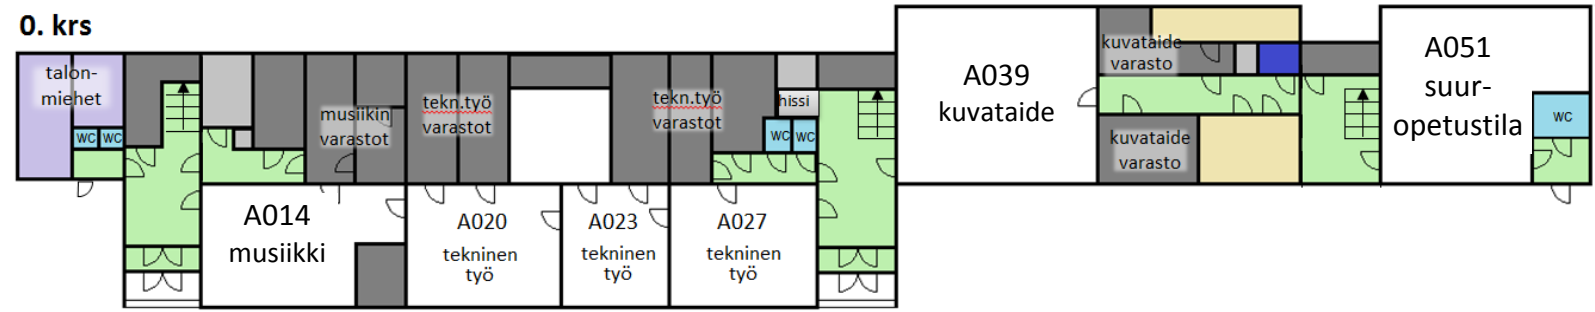 0. krs
talon-
miehet
WC WC
musiikin
varastot
tekn.työ
varastot
tekn.työ
varastot
hissi
WC WC
A014
musiikki
A020
tekninen
työ
A023
tekninen
työ
A027
tekninen
työ
A039
kuvataide
kuvataide
varasto
kuvataide
varasto
A051
suur-
opetustila
WC